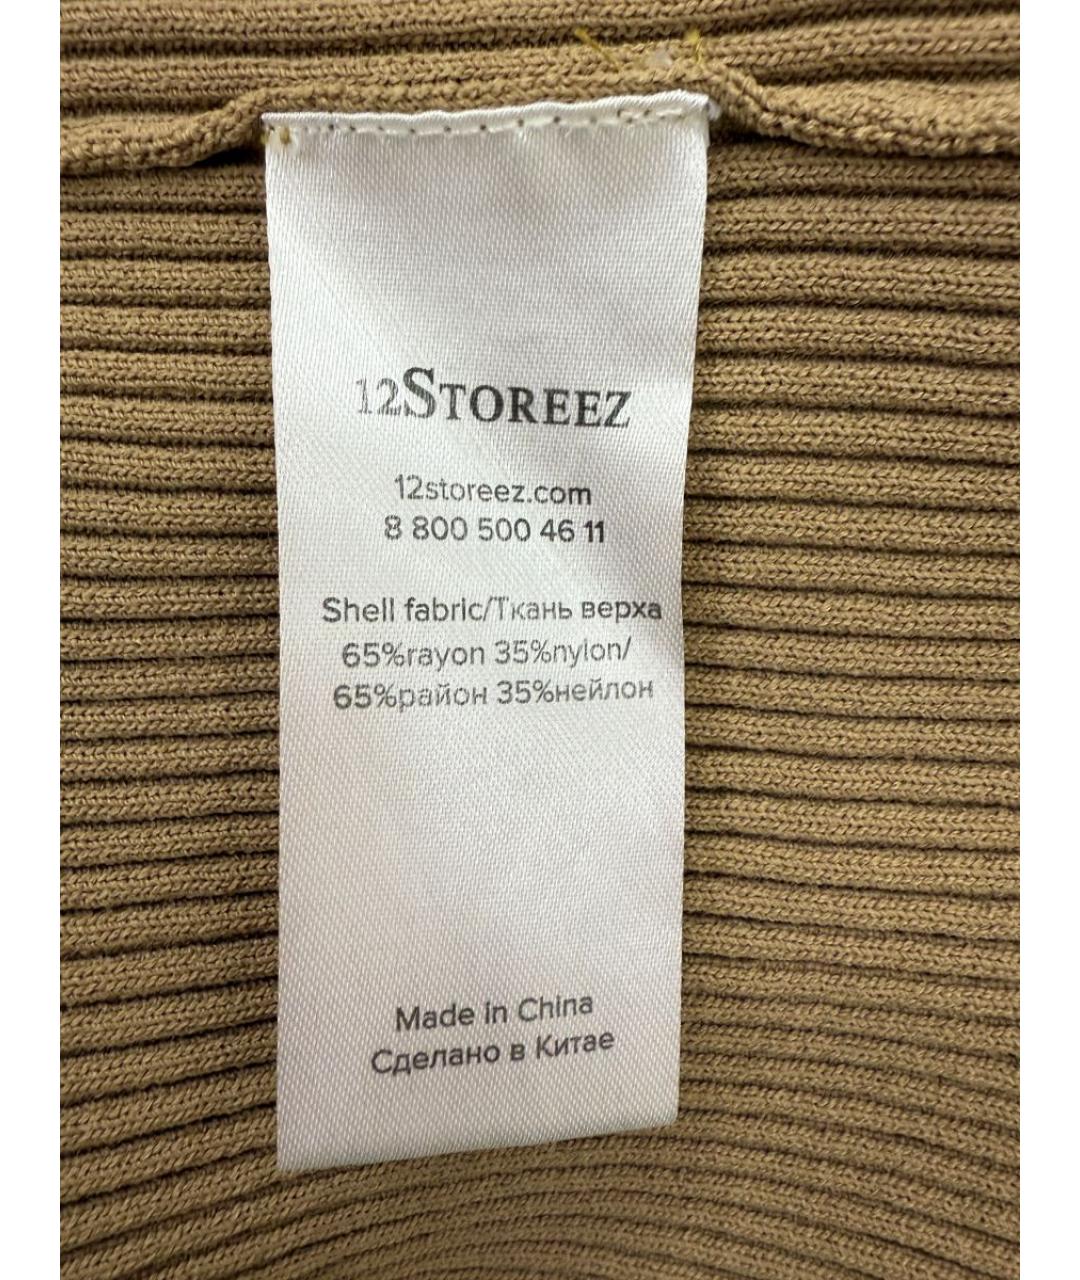 12STOREEZ
12storeez.com
8 800 500 46 11
Shell fabric/Ткань верха
65%rayon 35%nylon/
65%район 35%нейлон
Made in China
Сделано в Китае